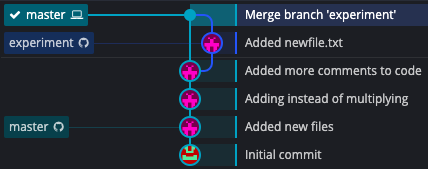 master Merge branch 'experiment'
experiment Added newfile.txt
Added more comments to code
Adding instead of multiplying
master Added new files
Initial commit